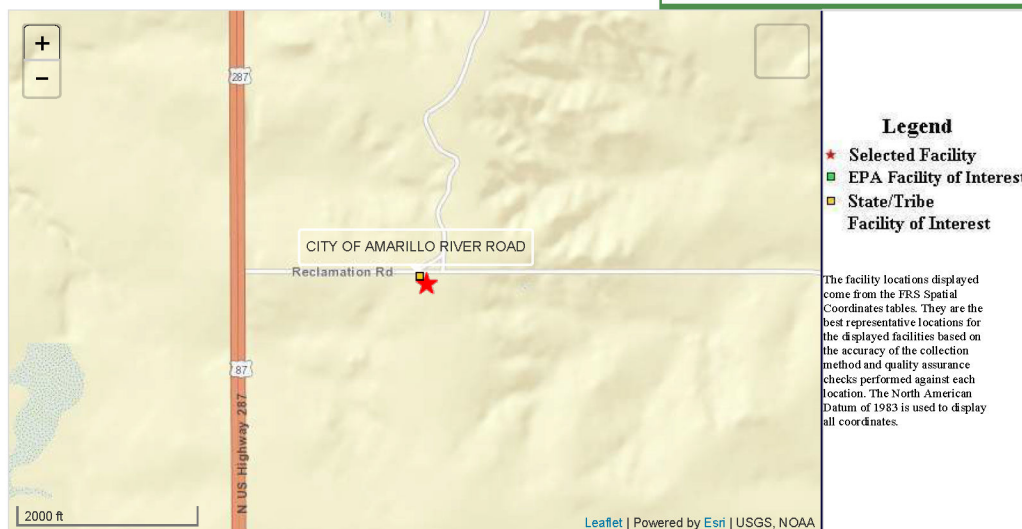 +
−
287
CITY OF AMARILLO RIVER ROAD
Reclamation Rd
87
N US Highway 287
2000 ft
Leaflet | Powered by Esri | USGS, NOAA
Legend
Selected Facility
EPA Facility of Interest
State/Tribe
Facility of Interest
The facility locations displayed
come from the FRS Spatial
Coordinates tables. They are the
best representative locations for
the displayed facilities based on
the accuracy of the collection
method and quality assurance
checks performed against each
location. The North American
Datum of 1983 is used to display
all coordinates.